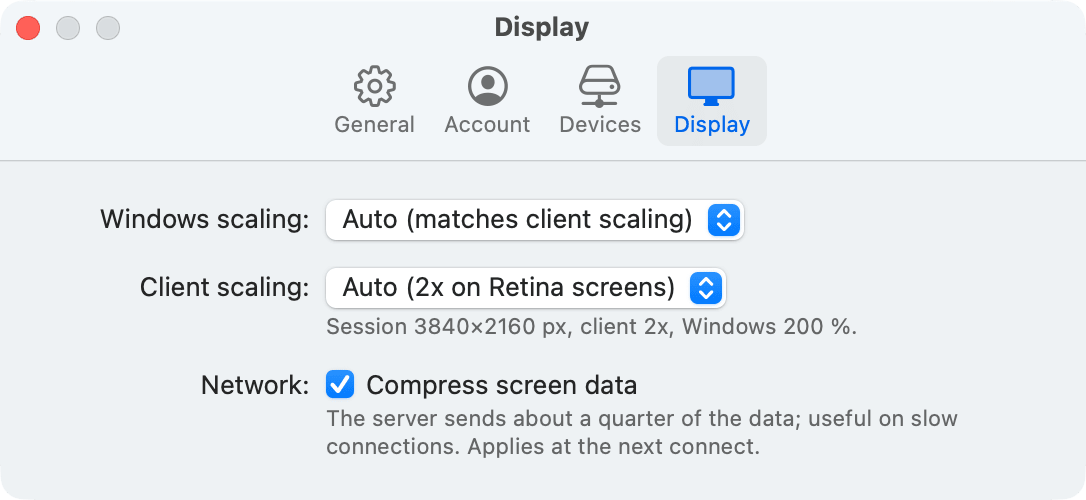 Display
General
Account
Devices
Display
Windows scaling: Auto (matches client scaling)
Client scaling: Auto (2x on Retina screens)
Session 3840×2160 px, client 2x, Windows 200 %.
Network: Compress screen data
The server sends about a quarter of the data; useful on slow
connections. Applies at the next connect.